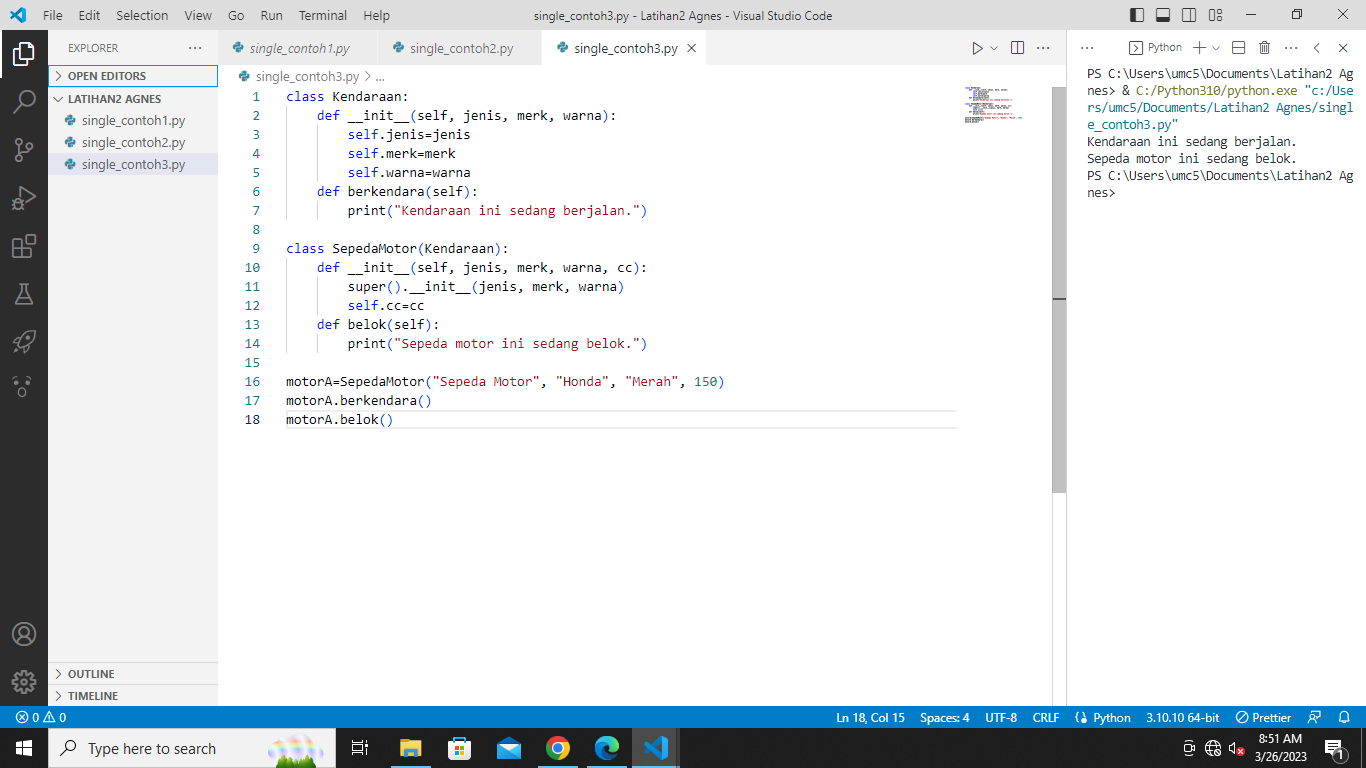 File Edit Selection View Go Run Terminal Help
single_contoh3.py - Latihan2 Agnes - Visual Studio Code
EXPLORER
OPEN EDITORS
LATIHAN2 AGNES
single_contoh1.py
single_contoh2.py
single_contoh3.py
OUTLINE
TIMELINE
single_contoh1.py single_contoh2.py single_contoh3.py
single_contoh3.py > ...
1 class Kendaraan:
2 def __init__(self, jenis, merk, warna):
3 self.jenis=jenis
4 self.merk=merk
5 self.warna=warna
6 def berkendara(self):
7 print("Kendaraan ini sedang berjalan.")
8
9 class SepedaMotor(Kendaraan):
10 def __init__(self, jenis, merk, warna, cc):
11 super().__init__(jenis, merk, warna)
12 self.cc=cc
13 def belok(self):
14 print("Sepeda motor ini sedang belok.")
15
16 motorA=SepedaMotor("Sepeda Motor", "Honda", "Merah", 150)
17 motorA.berkendara()
18 motorA.belok()
Python
PS C:\Users\umc5\Documents\Latihan2 Ag
nes> & C:/Python310/python.exe "c:/Use
rs/umc5/Documents/Latihan2 Agnes/singl
e_contoh3.py"
Kendaraan ini sedang berjalan.
Sepeda motor ini sedang belok.
PS C:\Users\umc5\Documents\Latihan2 Ag
nes>
0 0
Ln 18, Col 15 Spaces: 4 UTF-8 CRLF Python 3.10.10 64-bit Prettier
Type here to search
8:51 AM
3/26/2023
1